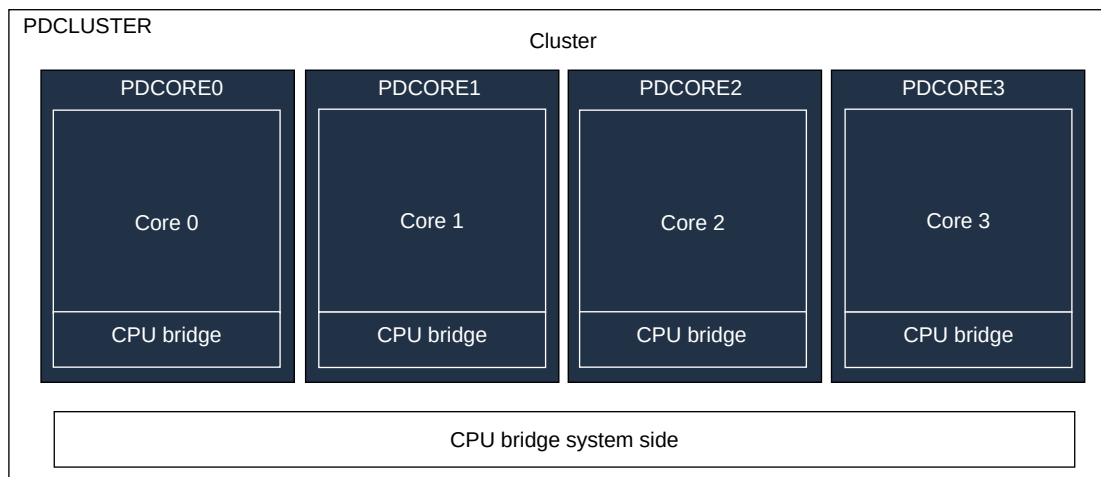 PDCLUSTER
Cluster
PDCORE0 PDCORE1 PDCORE2 PDCORE3
Core 0 Core 1 Core 2 Core 3
CPU bridge CPU bridge CPU bridge CPU bridge
CPU bridge system side